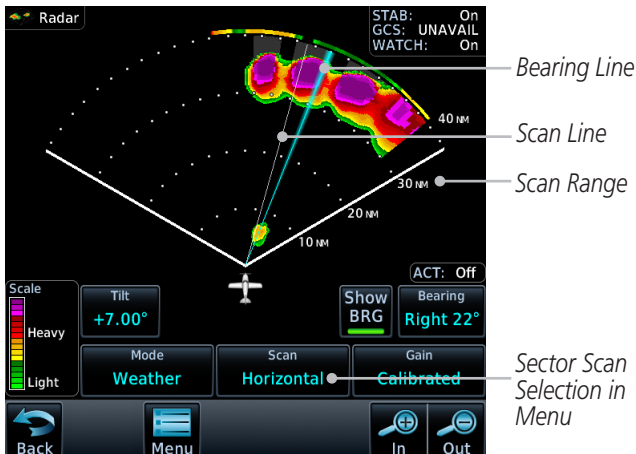 Radar
STAB: On
GCS: UNAVAIL
WATCH: On
Bearing Line
Scan Line
Scan Range
40 NM
30 NM
20 NM
10 NM
ACT: Off
Scale
Heavy
Light
Tilt
+7.00°
Show
BRG
Bearing
Right 22°
Mode
Weather
Scan
Horizontal
Gain
Calibrated
Sector Scan
Selection in
Menu
Back
Menu
In
Out